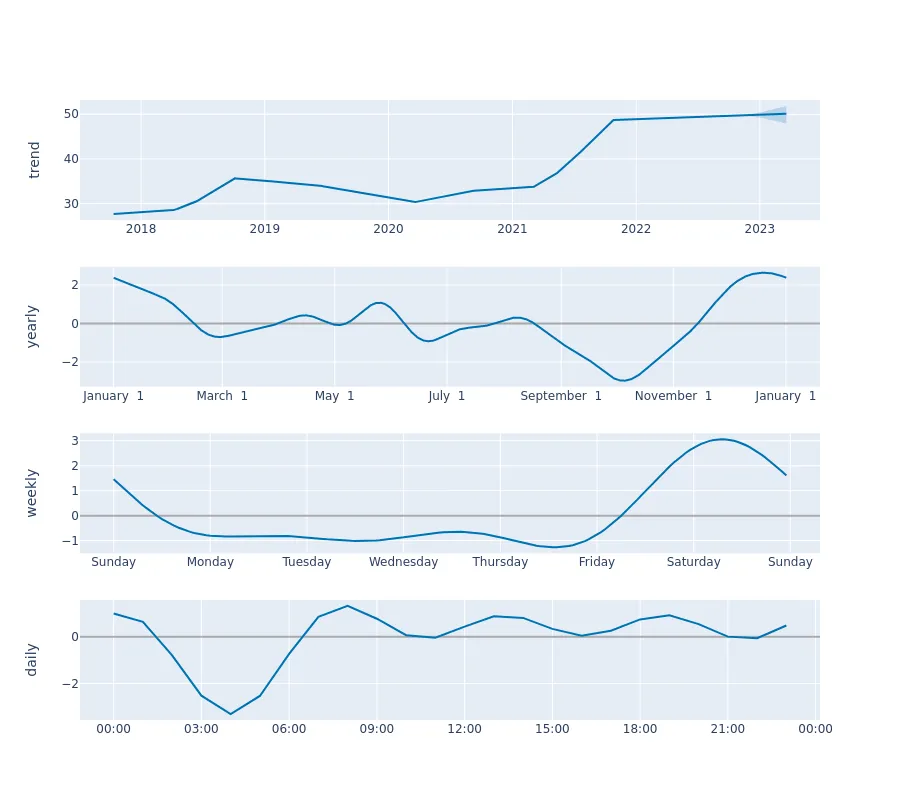 trend
50
40
30
2018 2019 2020 2021 2022 2023
yearly
2
0
−2
January 1 March 1 May 1 July 1 September 1 November 1 January 1
weekly
3
2
1
0
−1
Sunday Monday Tuesday Wednesday Thursday Friday Saturday Sunday
daily
0
−2
00:00 03:00 06:00 09:00 12:00 15:00 18:00 21:00 00:00